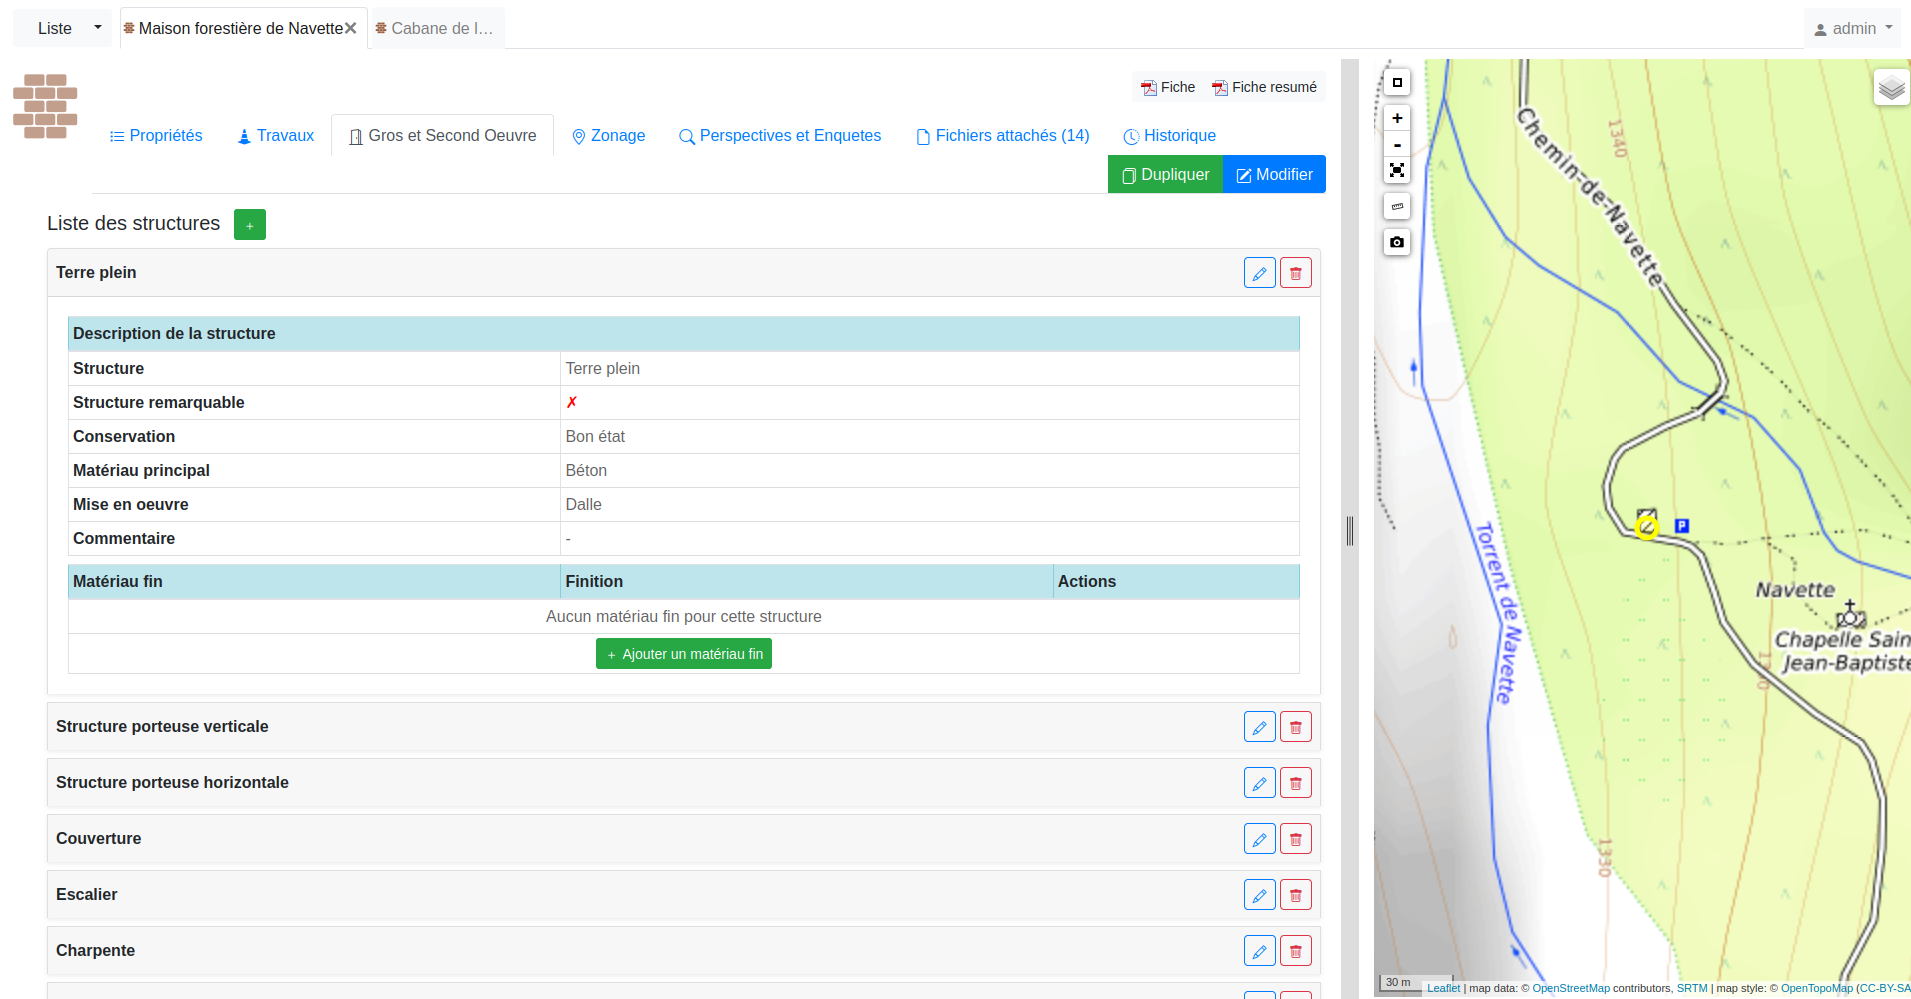 Liste
Maison forestière de Navette
Cabane de l…
admin
Fiche
Fiche resumé
Propriétés
Travaux
Gros et Second Oeuvre
Zonage
Perspectives et Enquetes
Fichiers attachés (14)
Historique
Dupliquer
Modifier
Liste des structures
+
Terre plein
Description de la structure
Structure
Terre plein
Structure remarquable
✗
Conservation
Bon état
Matériau principal
Béton
Mise en oeuvre
Dalle
Commentaire
-
Matériau fin
Finition
Actions
Aucun matériau fin pour cette structure
+ Ajouter un matériau fin
Structure porteuse verticale
Structure porteuse horizontale
Couverture
Escalier
Charpente
+
-
Chemin-de-Navette
1340
P
Torrent de Navette
Navette
Chapelle Sain
Jean-Baptiste
1330
30 m
Leaflet | map data: © OpenStreetMap contributors, SRTM | map style: © OpenTopoMap (CC-BY-SA